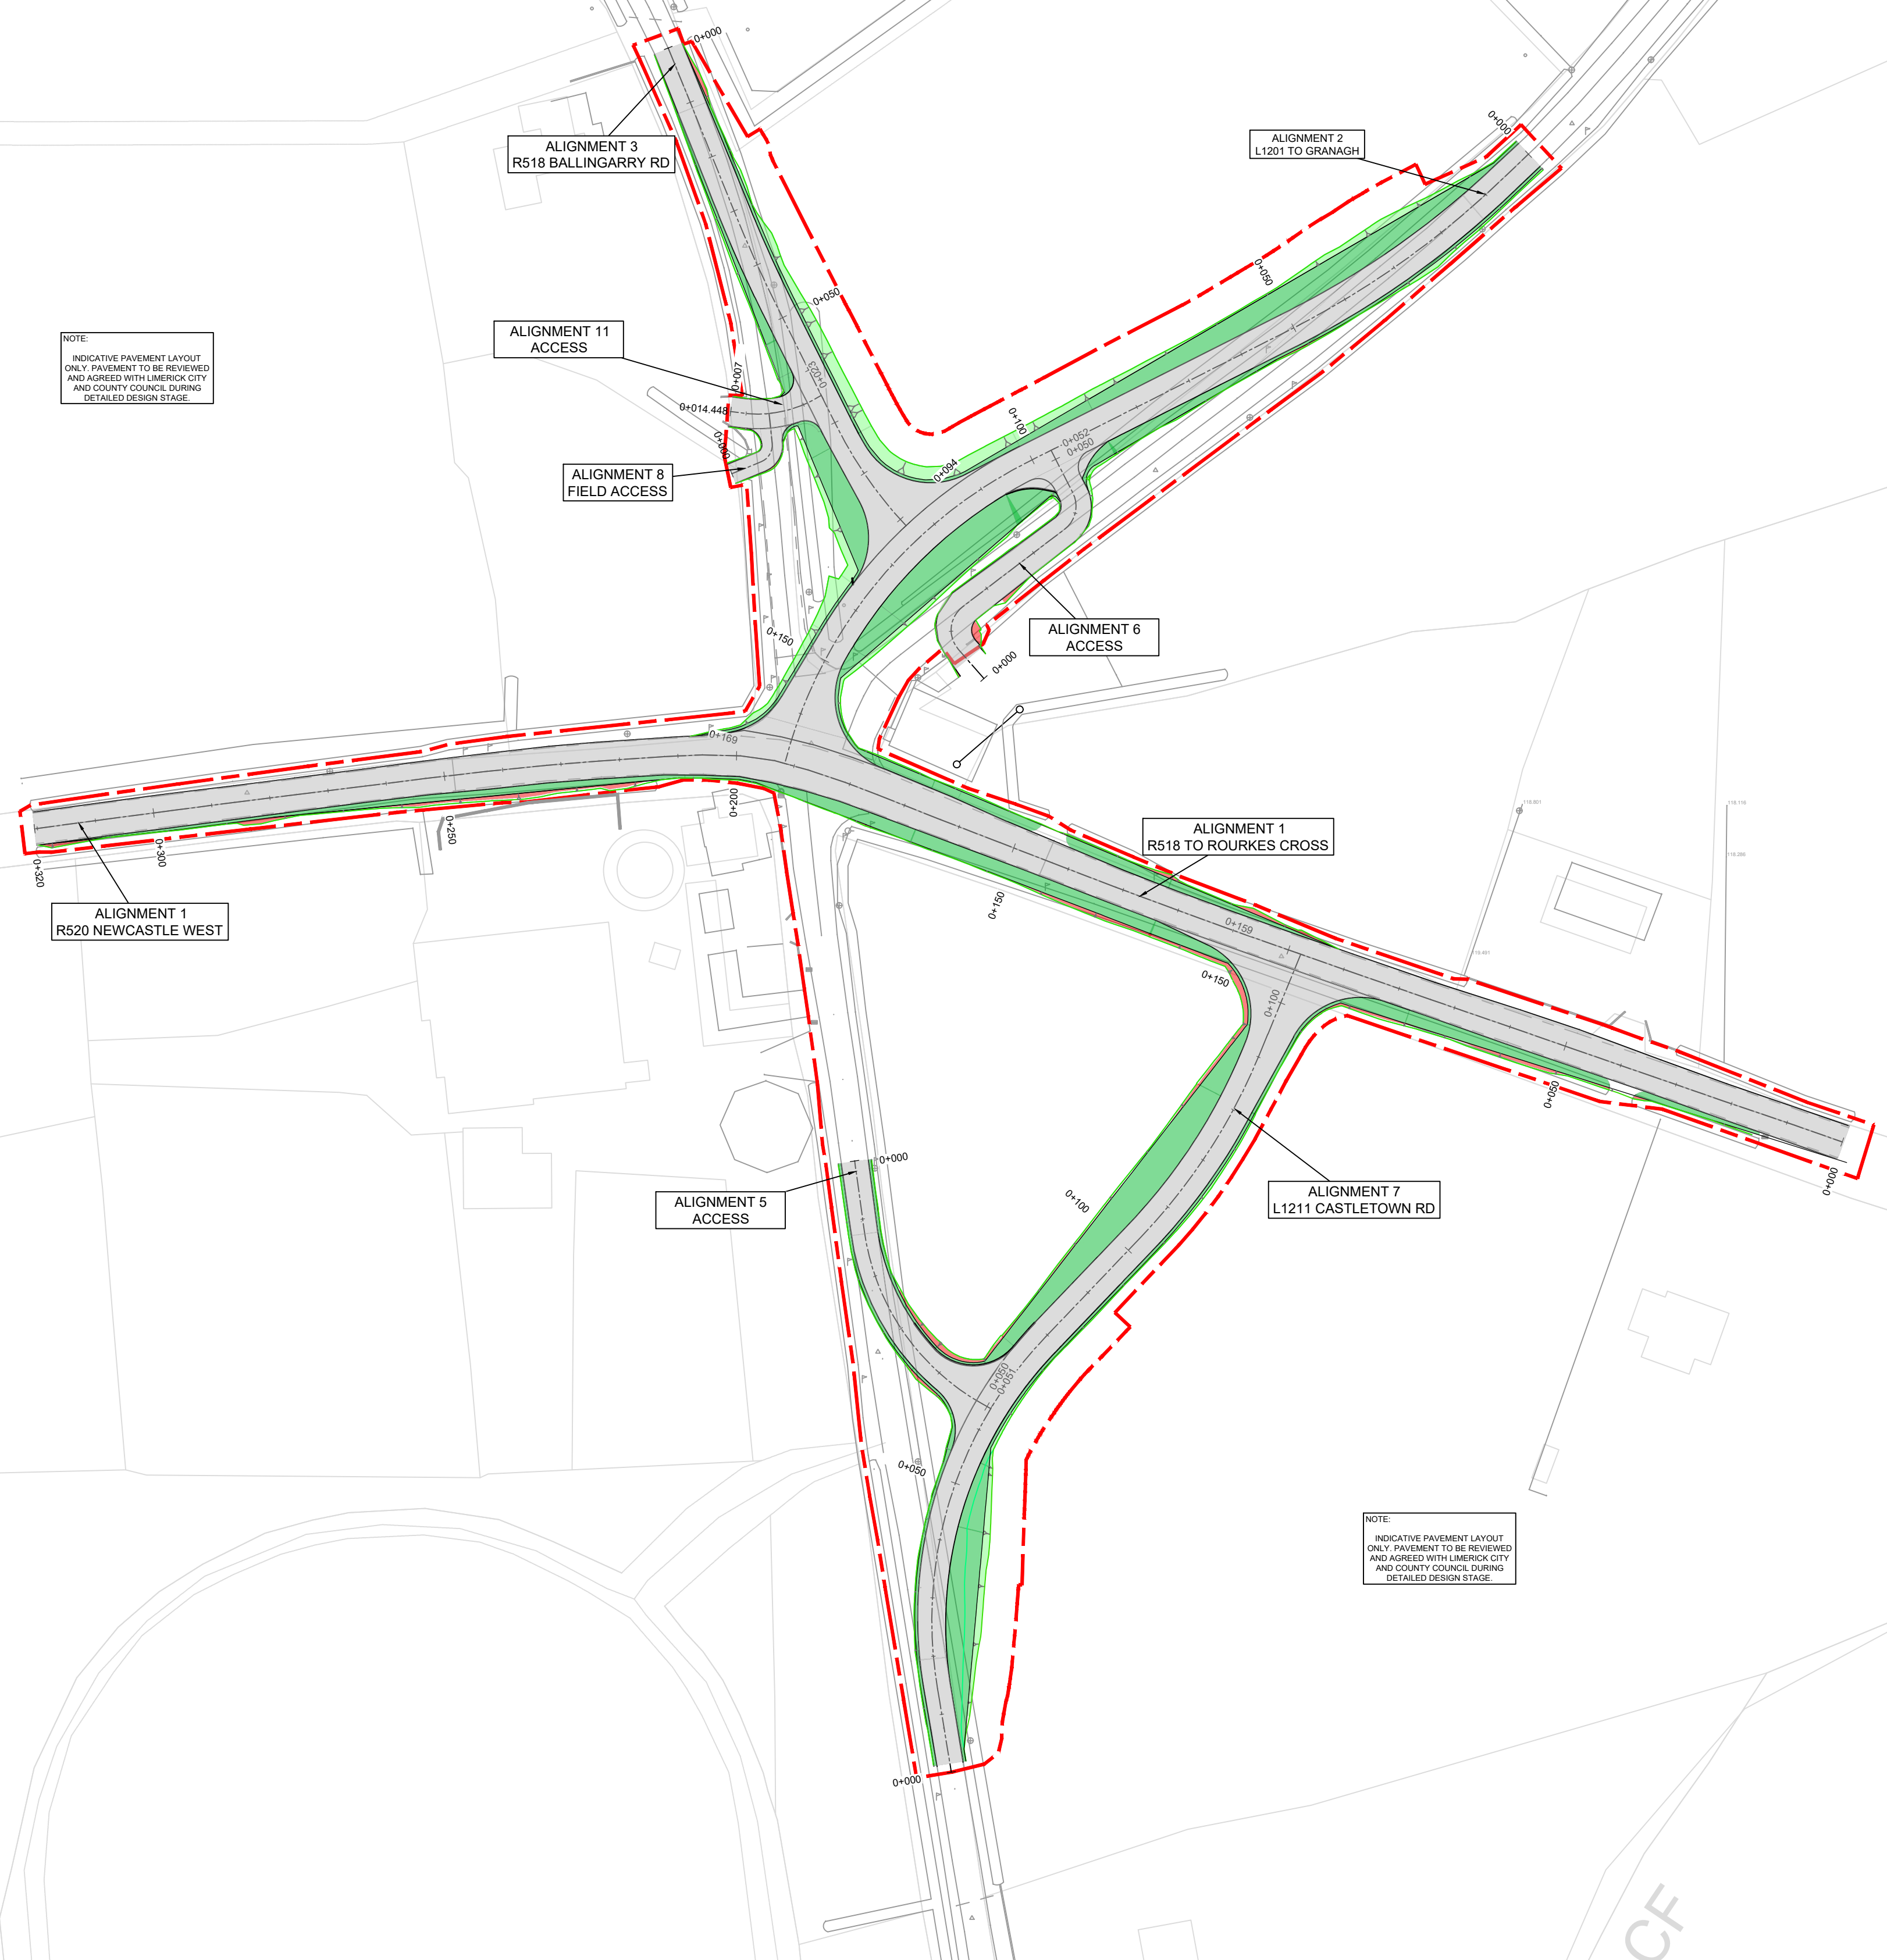 0+000
ALIGNMENT 3
R518 BALLINGARRY RD
ALIGNMENT 2
L1201 TO GRANAGH
0+000
0+050
0+050
ALIGNMENT 11
ACCESS
NOTE:
INDICATIVE PAVEMENT LAYOUT
ONLY. PAVEMENT TO BE REVIEWED
AND AGREED WITH LIMERICK CITY
AND COUNTY COUNCIL DURING
DETAILED DESIGN STAGE.
0+007
0+023
0+014.448
0+000
0+100
0+052
0+050
0+094
ALIGNMENT 8
FIELD ACCESS
0+150
ALIGNMENT 6
ACCESS
0+000
0+169
0+200
0+250
0+300
0+320
ALIGNMENT 1
R520 NEWCASTLE WEST
ALIGNMENT 1
R518 TO ROURKES CROSS
0+150
0+159
0+150
0+100
0+050
0+000
ALIGNMENT 5
ACCESS
0+000
0+100
ALIGNMENT 7
L1211 CASTLETOWN RD
0+050
0+051
0+050
NOTE:
INDICATIVE PAVEMENT LAYOUT
ONLY. PAVEMENT TO BE REVIEWED
AND AGREED WITH LIMERICK CITY
AND COUNTY COUNCIL DURING
DETAILED DESIGN STAGE.
0+000
CF